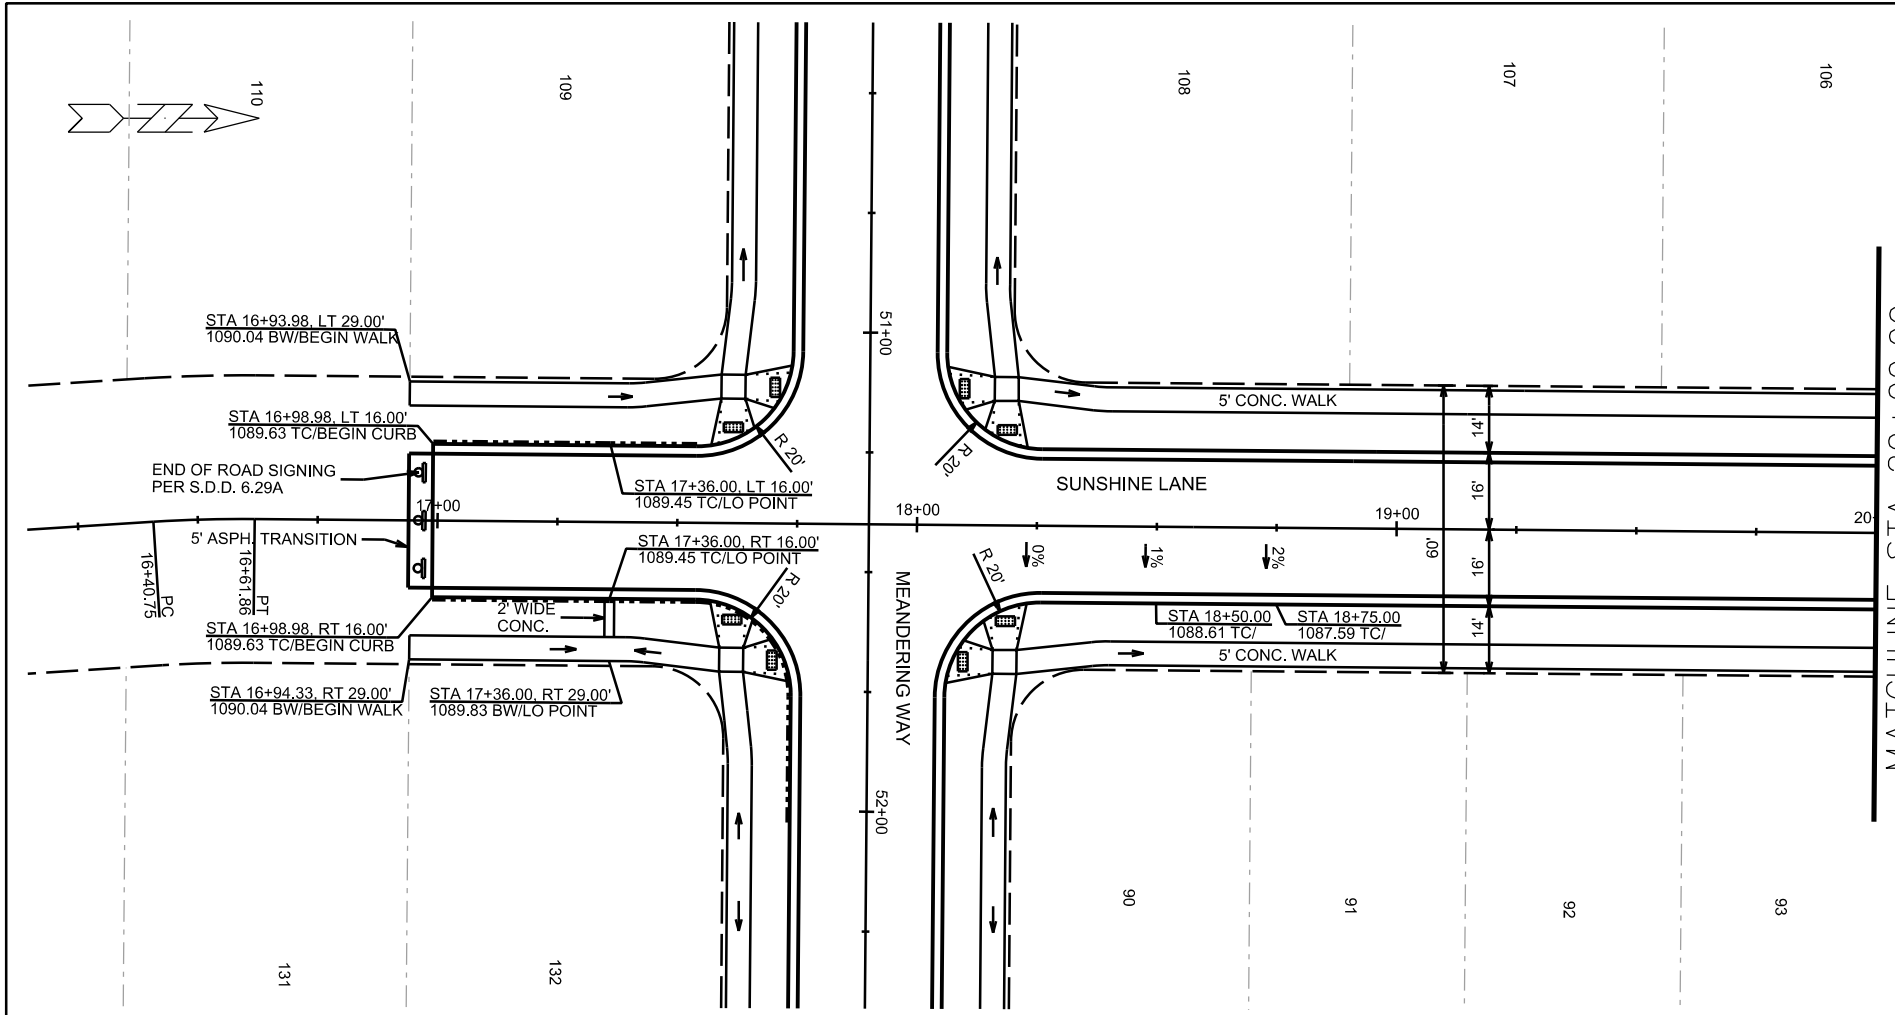 110
109
108
107
106
STA 16+93.98, LT 29.00'
1090.04 BW/BEGIN WALK
51+00
STA 16+98.98, LT 16.00'
1089.63 TC/BEGIN CURB
5' CONC. WALK
14'
R 20'
R 20'
END OF ROAD SIGNING
PER S.D.D. 6.29A
STA 17+36.00, LT 16.00'
1089.45 TC/LO POINT
SUNSHINE LANE
16'
17+00
18+00
19+00
20
5' ASPH. TRANSITION
STA 17+36.00, RT 16.00'
1089.45 TC/LO POINT
0%
1%
2%
60'
16'
PC
16+40.75
PT
16+61.86
R 20'
R 20'
2' WIDE
CONC.
MEANDERING WAY
STA 18+50.00
1088.61 TC/
STA 18+75.00
1087.59 TC/
14'
STA 16+98.98, RT 16.00'
1089.63 TC/BEGIN CURB
5' CONC. WALK
STA 16+94.33, RT 29.00'
1090.04 BW/BEGIN WALK
STA 17+36.00, RT 29.00'
1089.83 BW/LO POINT
52+00
131
132
90
91
92
93